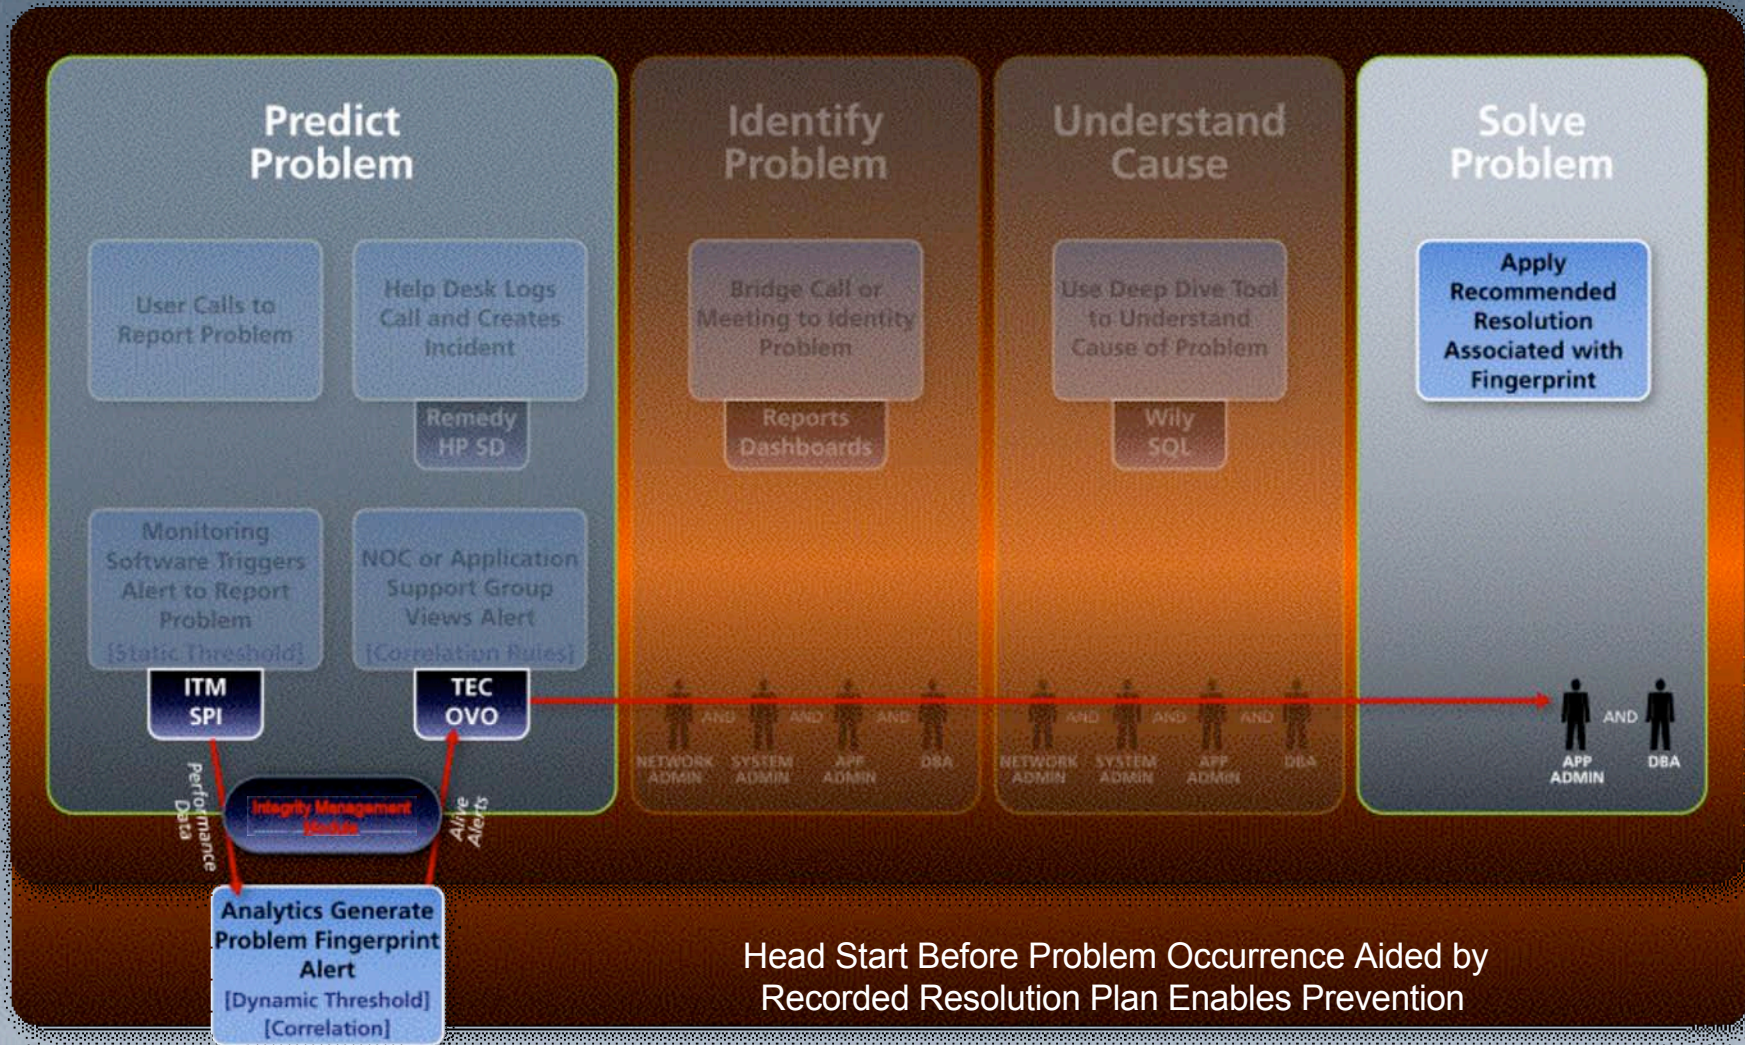 Predict
Problem
User Calls to
Report Problem
Help Desk Logs
Call and Creates
Incident
Remedy
HP SD
Monitoring
Software Triggers
Alert to Report
Problem
[Static Threshold]
ITM
SPI
NOC or Application
Support Group
Views Alert
[Correlation Rules]
TEC
OVO
Performance
Data
Integrity Management
Module
Alive
Alerts
Analytics Generate
Problem Fingerprint
Alert
[Dynamic Threshold]
[Correlation]
Identify
Problem
Bridge Call or
Meeting to Identity
Problem
Reports
Dashboards
AND AND AND
NETWORK
ADMIN
SYSTEM
ADMIN
APP
ADMIN
DBA
Understand
Cause
Use Deep Dive Tool
to Understand
Cause of Problem
Wily
SQL
AND AND AND
NETWORK
ADMIN
SYSTEM
ADMIN
APP
ADMIN
DBA
Solve
Problem
Apply
Recommended
Resolution
Associated with
Fingerprint
AND
APP
ADMIN
DBA
Head Start Before Problem Occurrence Aided by
Recorded Resolution Plan Enables Prevention